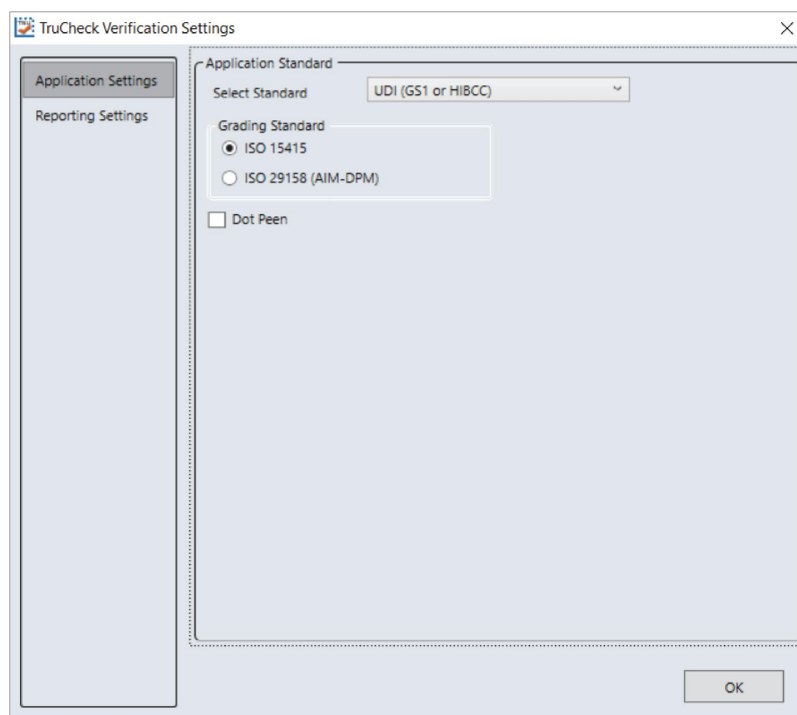 TruCheck Verification Settings
Application Settings
Reporting Settings
Application Standard
Select Standard
UDI (GS1 or HIBCC)
Grading Standard
ISO 15415
ISO 29158 (AIM-DPM)
Dot Peen
OK